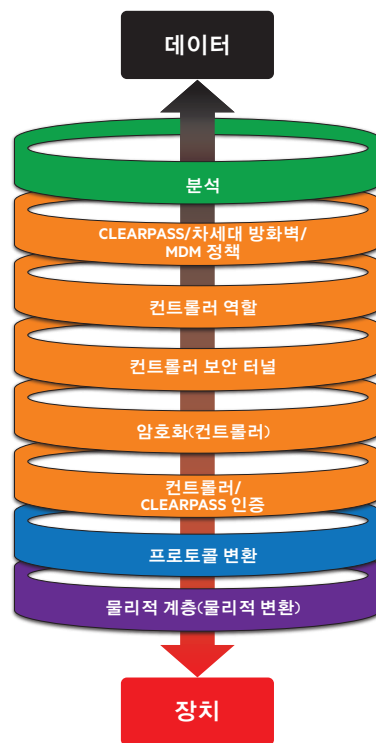 데이터
분석
CLEARPASS/차세대 방화벽/
MDM 정책
컨트롤러 역할
컨트롤러 보안 터널
암호화(컨트롤러)
컨트롤러/
CLEARPASS 인증
프로토콜 변환
물리적 계층(물리적 변환)
장치